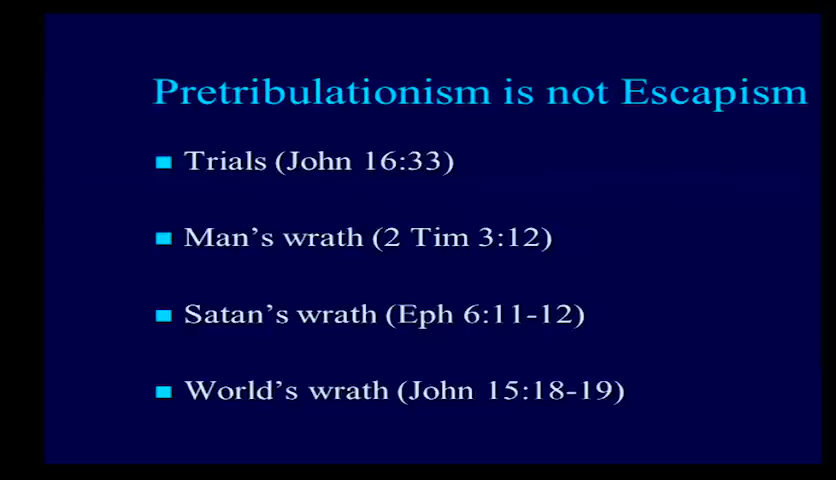 Pretribulationism is not Escapism
Trials (John 16:33)
Man's wrath (2 Tim 3:12)
Satan's wrath (Eph 6:11-12)
World's wrath (John 15:18-19)